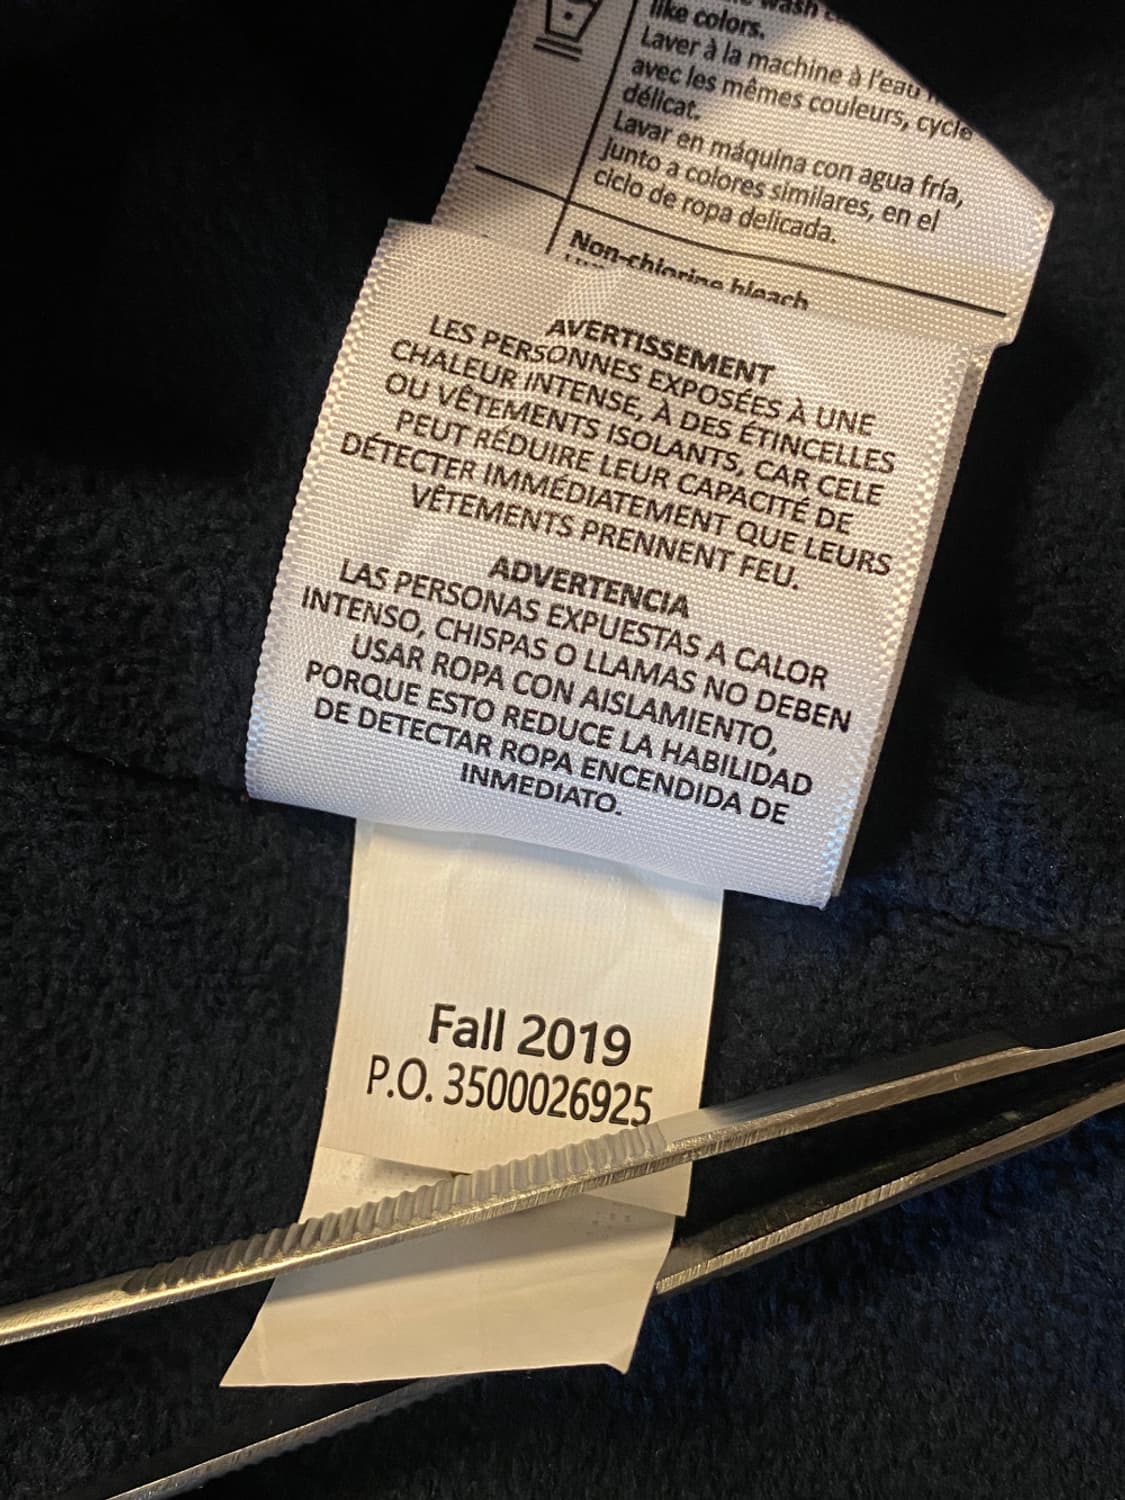 wash
like colors.
Laver à la machine à l'eau
avec les mêmes couleurs, cycle
délicat.
Lavar en máquina con agua fría,
junto a colores similares, en el
ciclo de ropa delicada.
Non-chlorine bleach
AVERTISSEMENT
LES PERSONNES EXPOSÉES À UNE
CHALEUR INTENSE, À DES ÉTINCELLES
OU VÊTEMENTS ISOLANTS, CAR CELE
PEUT RÉDUIRE LEUR CAPACITÉ DE
DÉTECTER IMMÉDIATEMENT QUE LEURS
VÊTEMENTS PRENNENT FEU.
ADVERTENCIA
LAS PERSONAS EXPUESTAS A CALOR
INTENSO, CHISPAS O LLAMAS NO DEBEN
USAR ROPA CON AISLAMIENTO,
PORQUE ESTO REDUCE LA HABILIDAD
DE DETECTAR ROPA ENCENDIDA DE
INMEDIATO.
Fall 2019
P.O. 3500026925